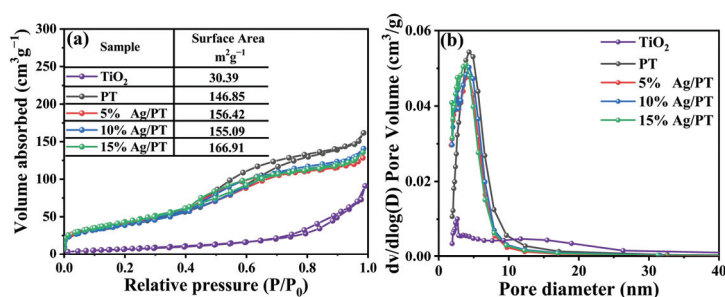 (a)
Sample Surface Area
m²g⁻¹
TiO₂ 30.39
PT 146.85
5% Ag/PT 156.42
10% Ag/PT 155.09
15% Ag/PT 166.91
Volume absorbed (cm³g⁻¹)
300
250
200
150
100
50
0
0.0 0.2 0.4 0.6 0.8 1.0
Relative pressure (P/P₀)
(b)
TiO₂
PT
5% Ag/PT
10% Ag/PT
15% Ag/PT
dv/dlog(D) Pore Volume (cm³/g)
0.06
0.04
0.02
0.00
0 10 20 30 40
Pore diameter (nm)